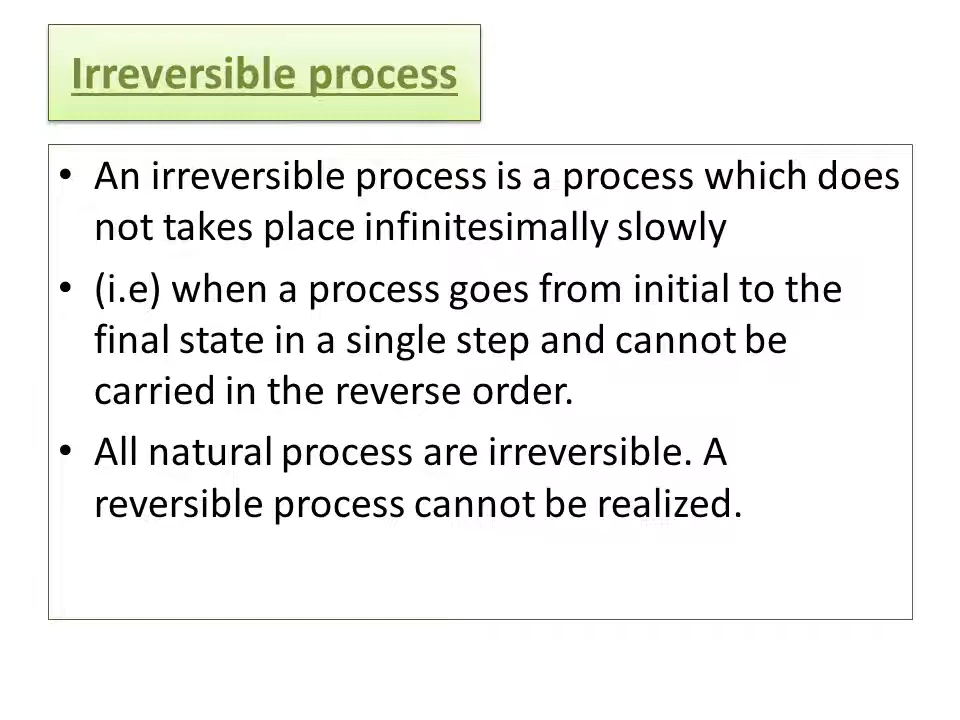 Irreversible process
• An irreversible process is a process which does
not takes place infinitesimally slowly
• (i.e) when a process goes from initial to the
final state in a single step and cannot be
carried in the reverse order.
• All natural process are irreversible. A
reversible process cannot be realized.